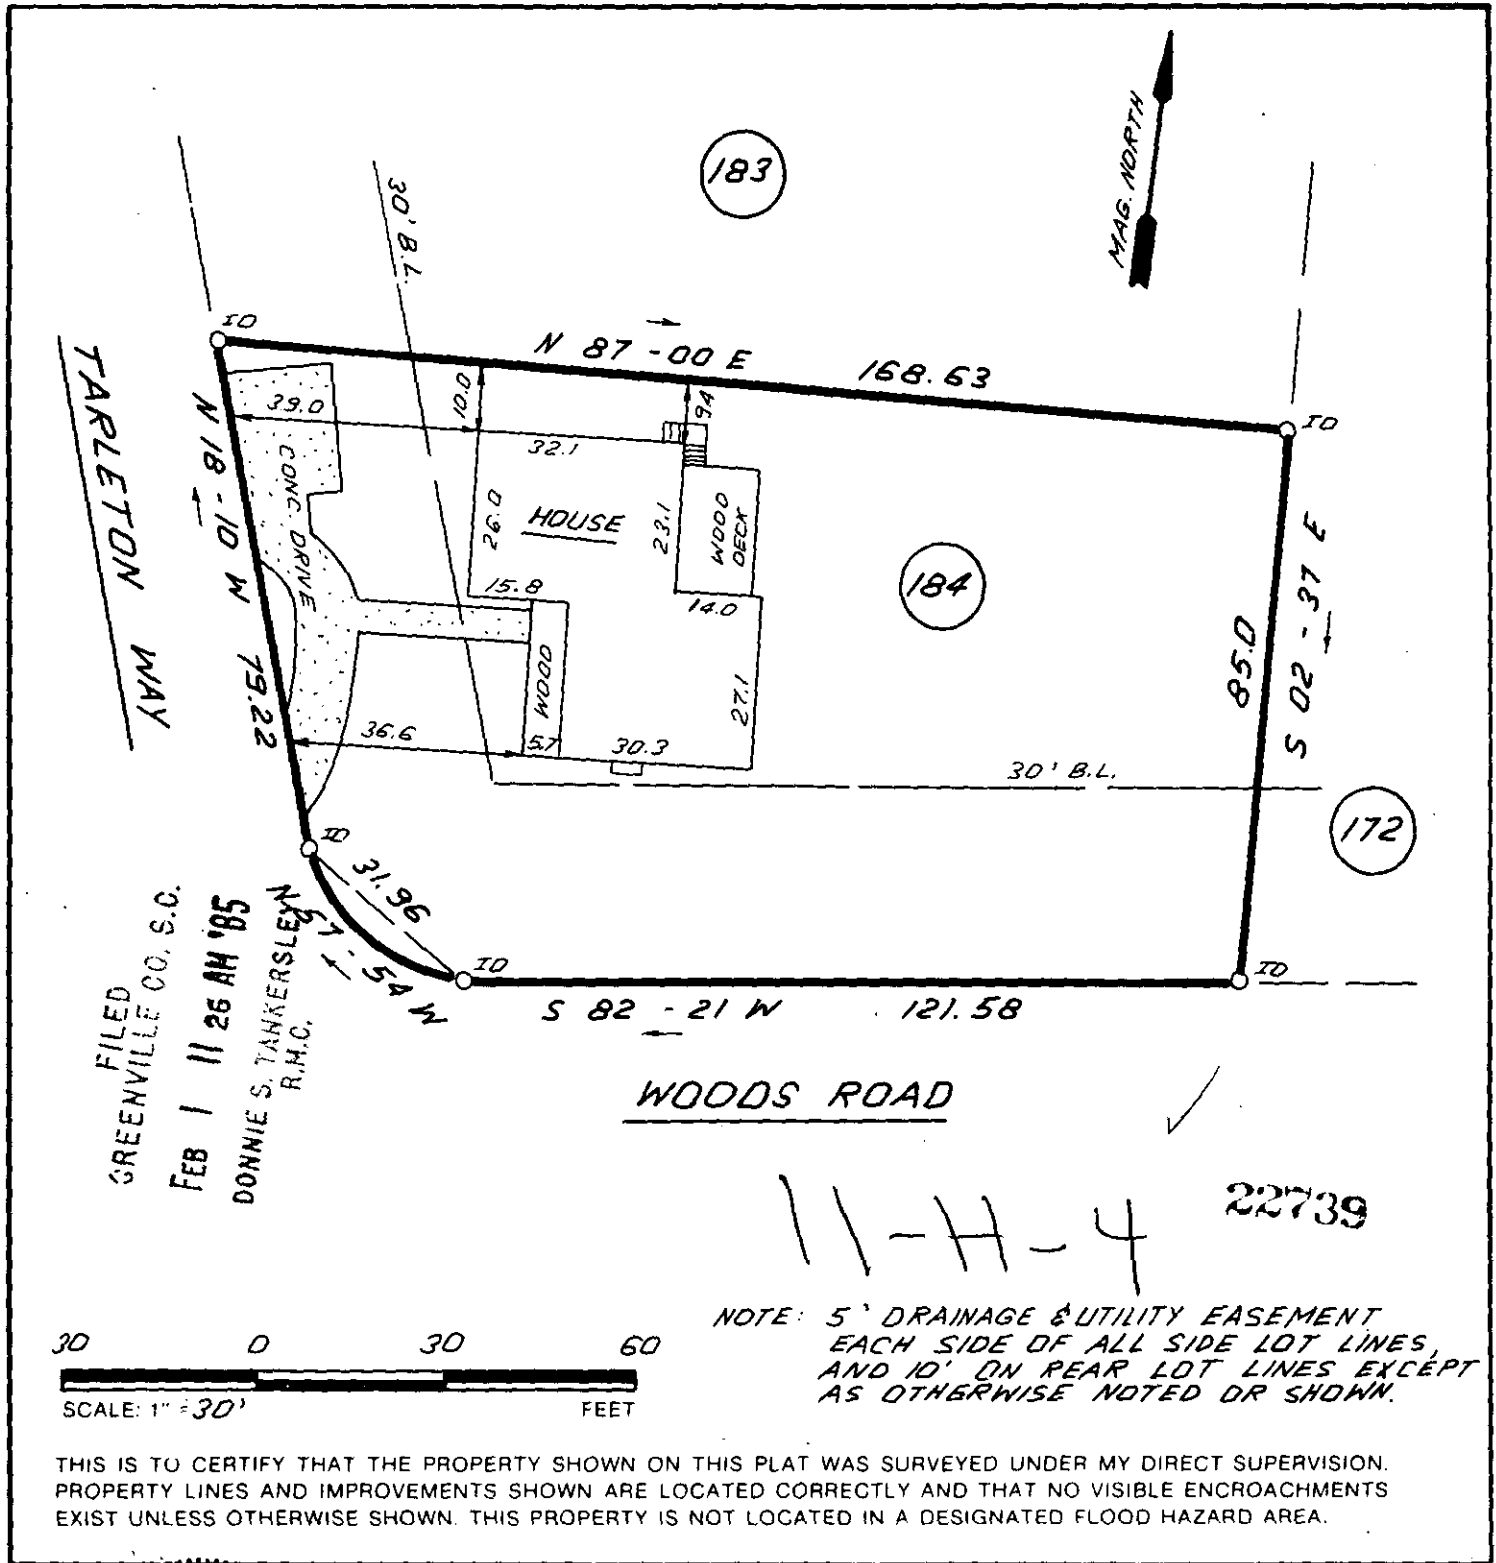 183
MAG. NORTH
30' B.L.
IO
N 87-00 E
168.63
IO
TARLETON WAY
N 18-10 W 79.22
39.0
10.0
9.4
32.1
CONC. DRIVE
26.0
HOUSE
23.1
WOOD
DECK
184
S 02-37 E
85.0
15.8
14.0
WOOD
27.1
36.6
5.7
30.3
30' B.L.
172
IO
31.96
54 W
IO
IO
S 82-21 W
121.58
FILED
GREENVILLE CO. S.C.
FEB 1 11 26 AM '85
DONNIE S. TANKERSLEY
R.M.C.
WOODS ROAD
11-H-4
22739
NOTE: 5' DRAINAGE & UTILITY EASEMENT
EACH SIDE OF ALL SIDE LOT LINES,
AND 10' ON REAR LOT LINES EXCEPT
AS OTHERWISE NOTED OR SHOWN.
30 0 30 60
SCALE: 1" = 30' FEET
THIS IS TO CERTIFY THAT THE PROPERTY SHOWN ON THIS PLAT WAS SURVEYED UNDER MY DIRECT SUPERVISION.
PROPERTY LINES AND IMPROVEMENTS SHOWN ARE LOCATED CORRECTLY AND THAT NO VISIBLE ENCROACHMENTS
EXIST UNLESS OTHERWISE SHOWN. THIS PROPERTY IS NOT LOCATED IN A DESIGNATED FLOOD HAZARD AREA.